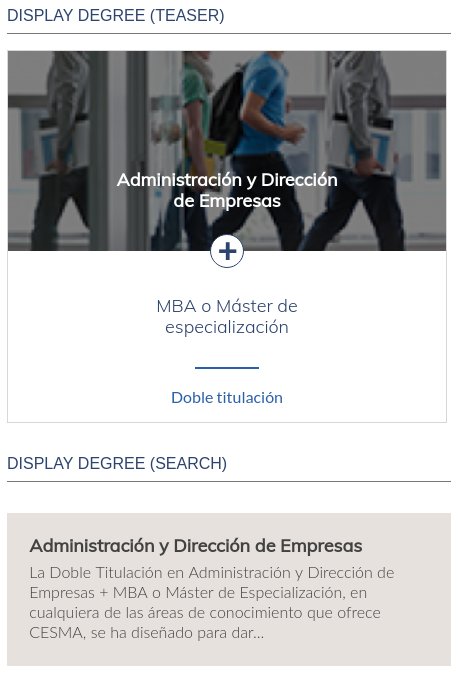 DISPLAY DEGREE (TEASER)
Administración y Dirección
de Empresas
+
MBA o Máster de
especialización
Doble titulación
DISPLAY DEGREE (SEARCH)
Administración y Dirección de Empresas
La Doble Titulación en Administración y Dirección de
Empresas + MBA o Máster de Especialización, en
cualquiera de las áreas de conocimiento que ofrece
CESMA, se ha diseñado para dar...